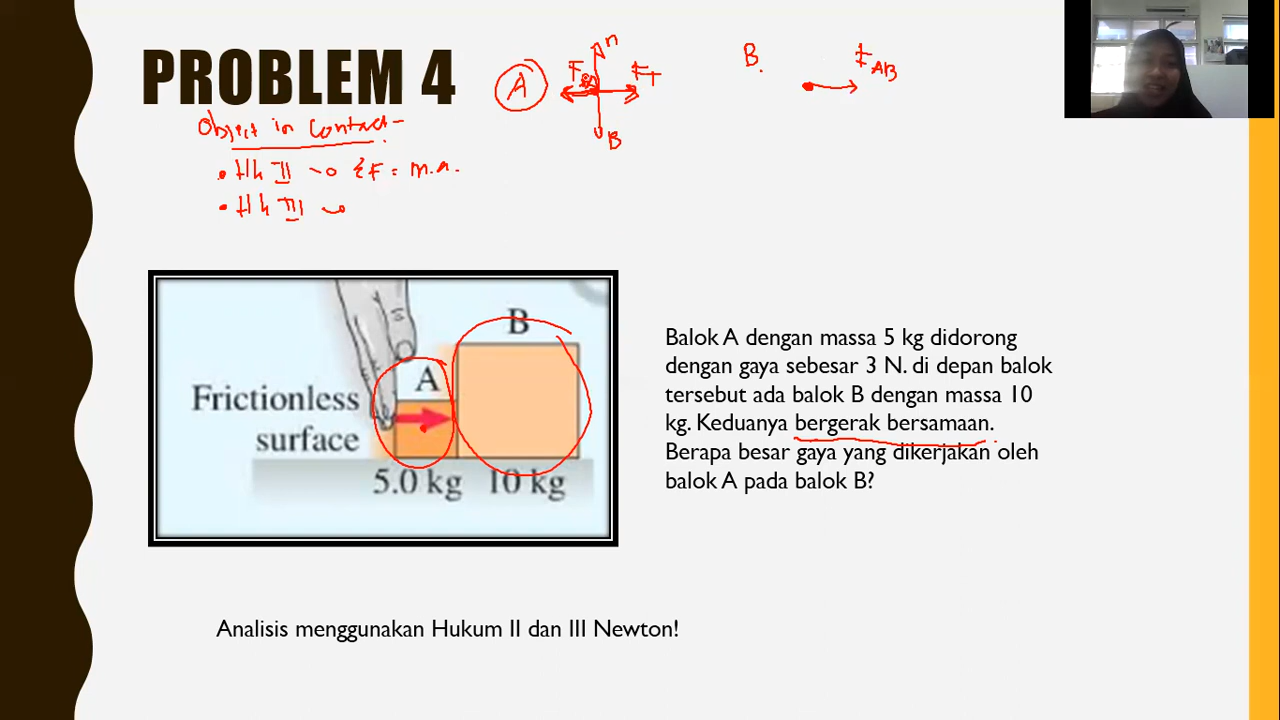 PROBLEM 4
Object in Contact
• Hk II → ΣF = m.a.
• Hk III →
A
n
F BA
F T
B
B.
F AB
B
A
Frictionless
surface
5.0 kg 10 kg
Balok A dengan massa 5 kg didorong
dengan gaya sebesar 3 N. di depan balok
tersebut ada balok B dengan massa 10
kg. Keduanya bergerak bersamaan.
Berapa besar gaya yang dikerjakan oleh
balok A pada balok B?
Analisis menggunakan Hukum II dan III Newton!